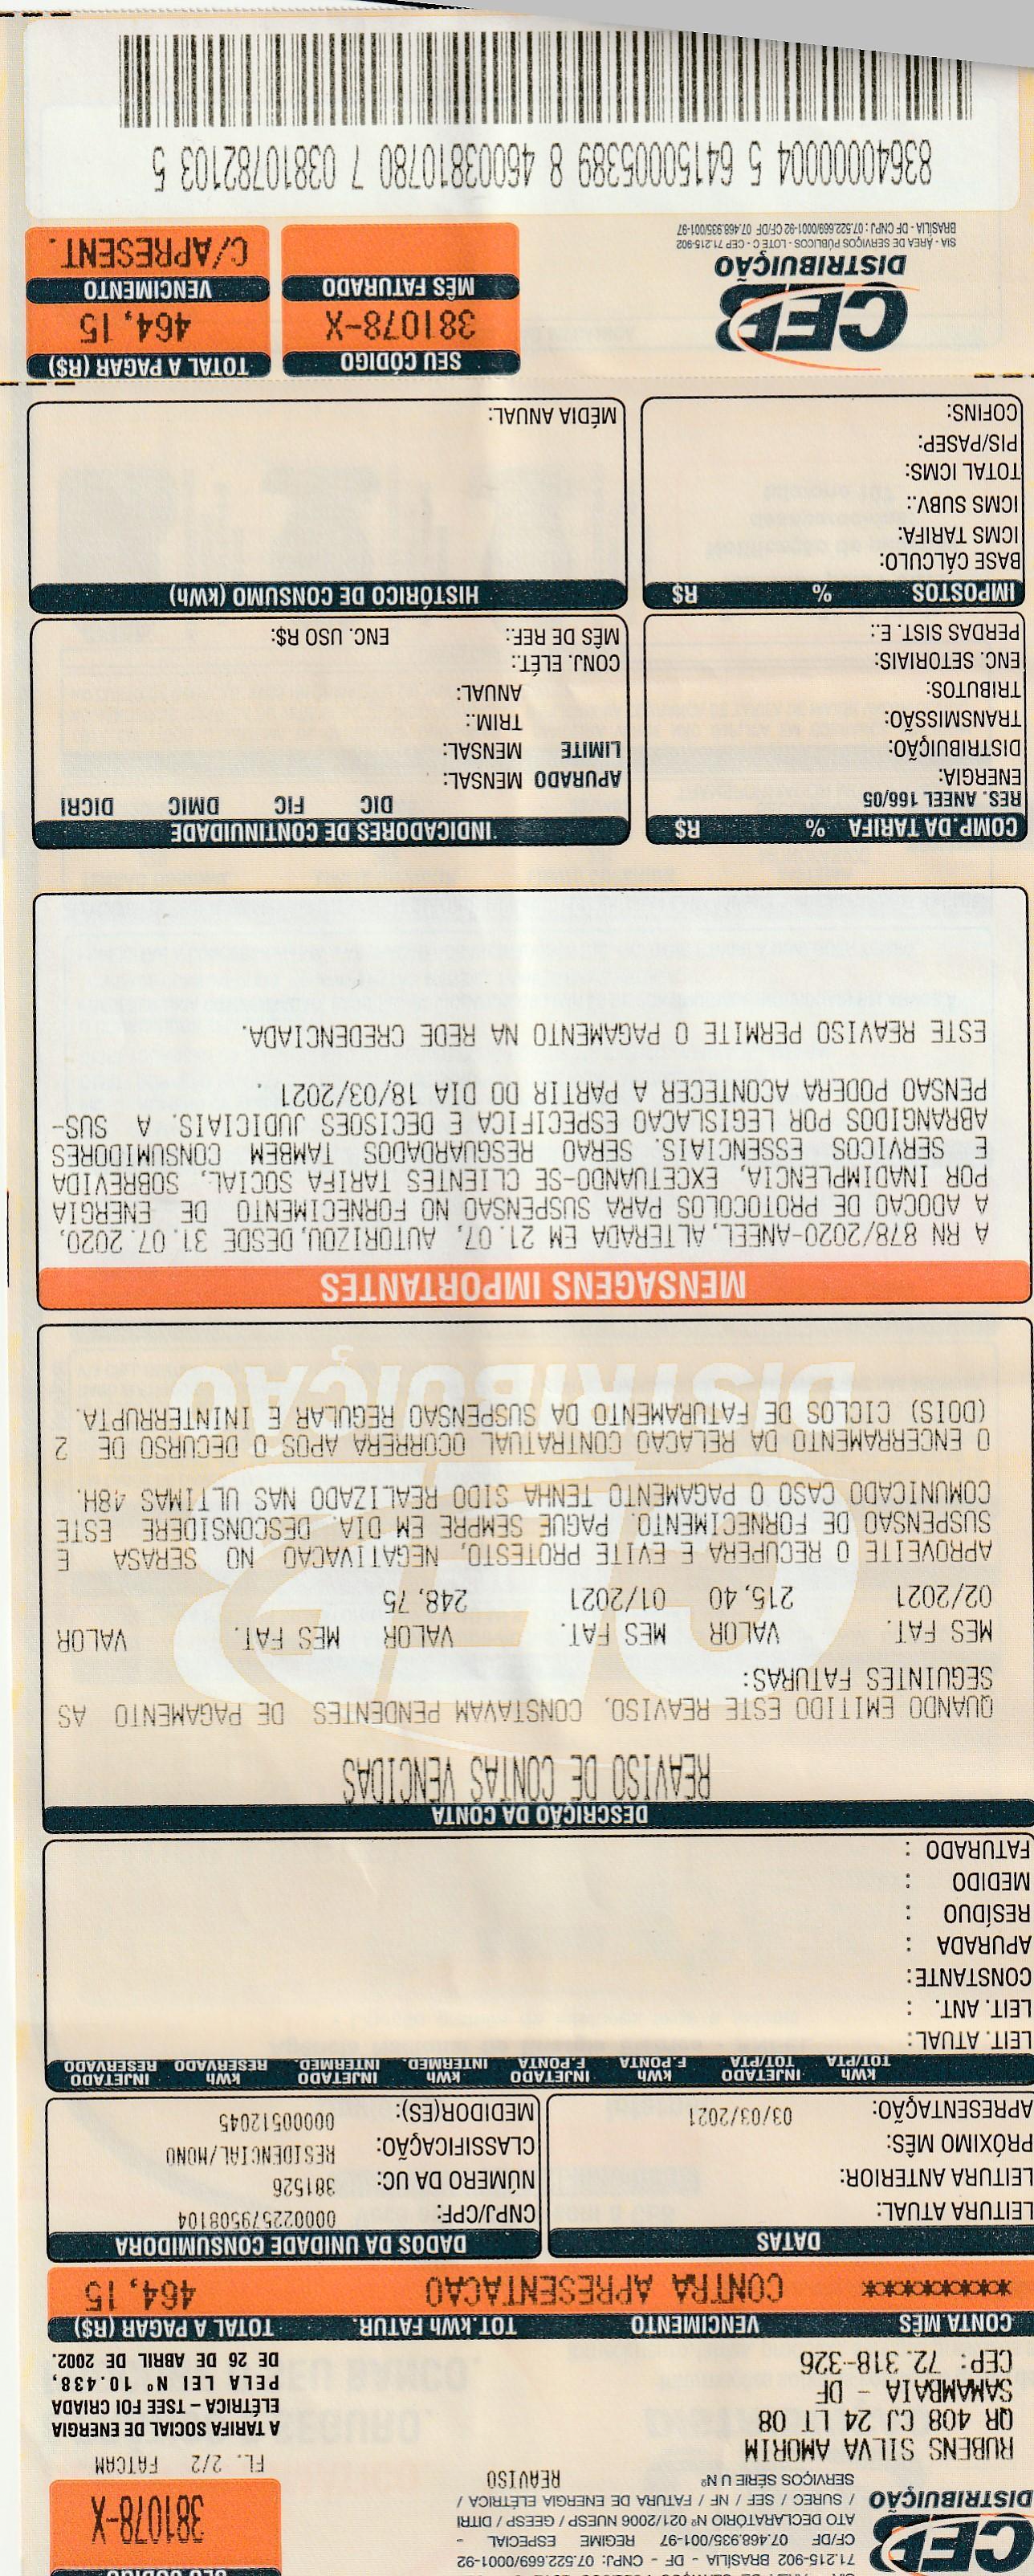 CEB
DISTRIBUIÇÃO
71.215-902 BRASÍLIA - DF - CNPJ: 07.522.669/0001-92
CF/DF 07.468.935/001-97 REGIME ESPECIAL -
ATO DECLARATÓRIO Nº 021/2006 NUESP / GEESP / DITRI
/ SUREC / SEF / NF / FATURA DE ENERGIA ELÉTRICA /
SERVIÇOS SÉRIE U Nº
REAVISO
SEU CÓDIGO
381078-X
FL. 2/2 FATCAM
RUBENS SILVA AMORIM
QR 408 CJ 24 LT 08
SAMAMBAIA - DF
CEP: 72.318-326
A TARIFA SOCIAL DE ENERGIA
ELÉTRICA – TSEE FOI CRIADA
PELA LEI Nº 10.438,
DE 26 DE ABRIL DE 2002.
CONTA MÊS VENCIMENTO TOT. kWh FATUR. TOTAL A PAGAR (R$)
********* CONTRA APRESENTACAO 464,15
DATAS
LEITURA ATUAL:
LEITURA ANTERIOR:
PRÓXIMO MÊS:
APRESENTAÇÃO: 03/03/2021
DADOS DA UNIDADE CONSUMIDORA
CNPJ/CPF: 000022579508104
NÚMERO DA UC: 381526
CLASSIFICAÇÃO: RESIDENCIAL/MONO
MEDIDOR(ES): 00000512045
kWh INJETADO kWh INJETADO kWh INJETADO kWh INJETADO
TOT/PTA TOT/PTA F.PONTA F.PONTA INTERMED. INTERMED. RESERVADO RESERVADO
LEIT. ATUAL:
LEIT. ANT. :
CONSTANTE:
APURADA :
RESÍDUO :
MEDIDO :
FATURADO :
DESCRIÇÃO DA CONTA
REAVISO DE CONTAS VENCIDAS
QUANDO EMITIDO ESTE REAVISO, CONSTAVAM PENDENTES DE PAGAMENTO AS
SEGUINTES FATURAS:
MES FAT. VALOR MES FAT. VALOR MES FAT. VALOR
02/2021 215,40 01/2021 248,75
APROVEITE O RECUPERA E EVITE PROTESTO, NEGATIVACAO NO SERASA E
SUSPENSAO DE FORNECIMENTO. PAGUE SEMPRE EM DIA. DESCONSIDERE ESTE
COMUNICADO CASO O PAGAMENTO TENHA SIDO REALIZADO NAS ULTIMAS 48H.
O ENCERRAMENTO DA RELACAO CONTRATUAL OCORRERA APOS O DECURSO DE 2
(DOIS) CICLOS DE FATURAMENTO DA SUSPENSAO REGULAR E ININTERRUPTA.
CEB
DISTRIBUIÇÃO
MENSAGENS IMPORTANTES
A RN 878/2020-ANEEL, ALTERADA EM 21.07, AUTORIZOU, DESDE 31.07.2020,
A ADOCAO DE PROTOCOLOS PARA SUSPENSAO NO FORNECIMENTO DE ENERGIA
POR INADIMPLENCIA, EXCETUANDO-SE CLIENTES TARIFA SOCIAL, SOBREVIDA
E SERVICOS ESSENCIAIS. SERAO RESGUARDADOS TAMBEM CONSUMIDORES
ABRANGIDOS POR LEGISLACAO ESPECIFICA E DECISOES JUDICIAIS. A SUS-
PENSAO PODERA ACONTECER A PARTIR DO DIA 18/03/2021 .
ESTE REAVISO PERMITE O PAGAMENTO NA REDE CREDENCIADA.
COMP. DA TARIFA % R$
RES. ANEEL 166/05
ENERGIA:
DISTRIBUIÇÃO:
TRANSMISSÃO:
TRIBUTOS:
ENC. SETORIAIS:
PERDAS SIST. E.:
INDICADORES DE CONTINUIDADE
DIC FIC DMIC DICRI
APURADO MENSAL:
LIMITE MENSAL:
TRIM.:
ANUAL:
CONJ. ELÉT.:
MÊS DE REF.: ENC. USO R$:
IMPOSTOS % R$
BASE CÁLCULO:
ICMS TARIFA:
ICMS SUBV.:
TOTAL ICMS:
PIS/PASEP:
COFINS:
HISTÓRICO DE CONSUMO (kWh)
MÉDIA ANUAL:
CEB
DISTRIBUIÇÃO
SIA - ÁREA DE SERVIÇOS PÚBLICOS - LOTE C - CEP 71.215-902
BRASÍLIA - DF CNPJ: 07.522.669/0001-92 CF/DF 07.468.935/001-97
SEU CÓDIGO
381078-X
MÊS FATURADO
TOTAL A PAGAR (R$)
464,15
VENCIMENTO
C/APRESENT.
83640000004 5 64150005389 8 46003810780 7 03810782103 5